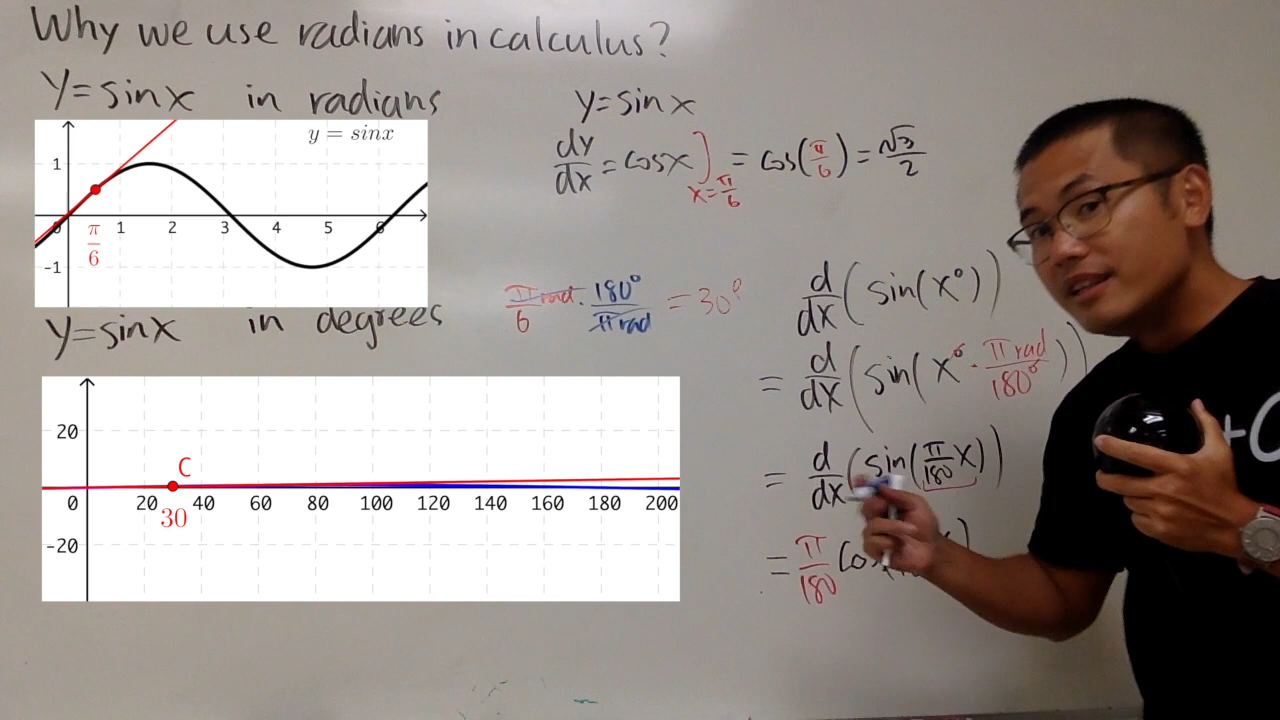 Why we use radians in calculus?
y=sinx in radians
y = sinx
1
0 1 2 3 4 5 6
π/6
-1
y=sinx in degrees
20
C
0 20 40 60 80 100 120 140 160 180 200
30
-20
y=sinx
dy/dx = cosx ] x=π/6 = cos(π/6) = √3/2
π rad/6 · 180°/π rad = 30°
d/dx (sin(x°))
= d/dx (sin(x° · π rad/180°))
= d/dx (sin(π/180 x))
= π/180 cos(
+C